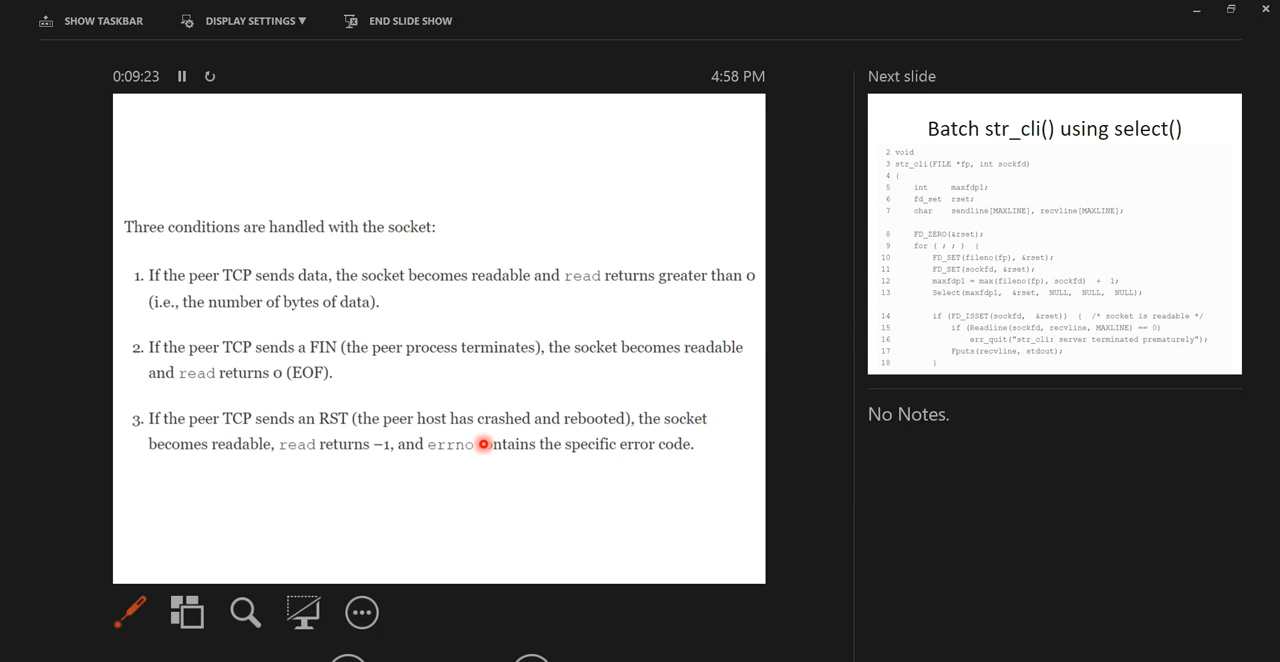 SHOW TASKBAR DISPLAY SETTINGS ▼ END SLIDE SHOW
0:09:23 4:58 PM
Three conditions are handled with the socket:
1. If the peer TCP sends data, the socket becomes readable and read returns greater than 0
(i.e., the number of bytes of data).
2. If the peer TCP sends a FIN (the peer process terminates), the socket becomes readable
and read returns 0 (EOF).
3. If the peer TCP sends an RST (the peer host has crashed and rebooted), the socket
becomes readable, read returns –1, and errno contains the specific error code.
Next slide
Batch str_cli() using select()
2 void
3 str_cli(FILE *fp, int sockfd)
4 {
5 int maxfdp1;
6 fd_set rset;
7 char sendline[MAXLINE], recvline[MAXLINE];
8 FD_ZERO(&rset);
9 for ( ; ; ) {
10 FD_SET(fileno(fp), &rset);
11 FD_SET(sockfd, &rset);
12 maxfdp1 = max(fileno(fp), sockfd) + 1;
13 Select(maxfdp1, &rset, NULL, NULL, NULL);
14 if (FD_ISSET(sockfd, &rset)) { /* socket is readable */
15 if (Readline(sockfd, recvline, MAXLINE) == 0)
16 err_quit("str_cli: server terminated prematurely");
17 Fputs(recvline, stdout);
18 }
No Notes.